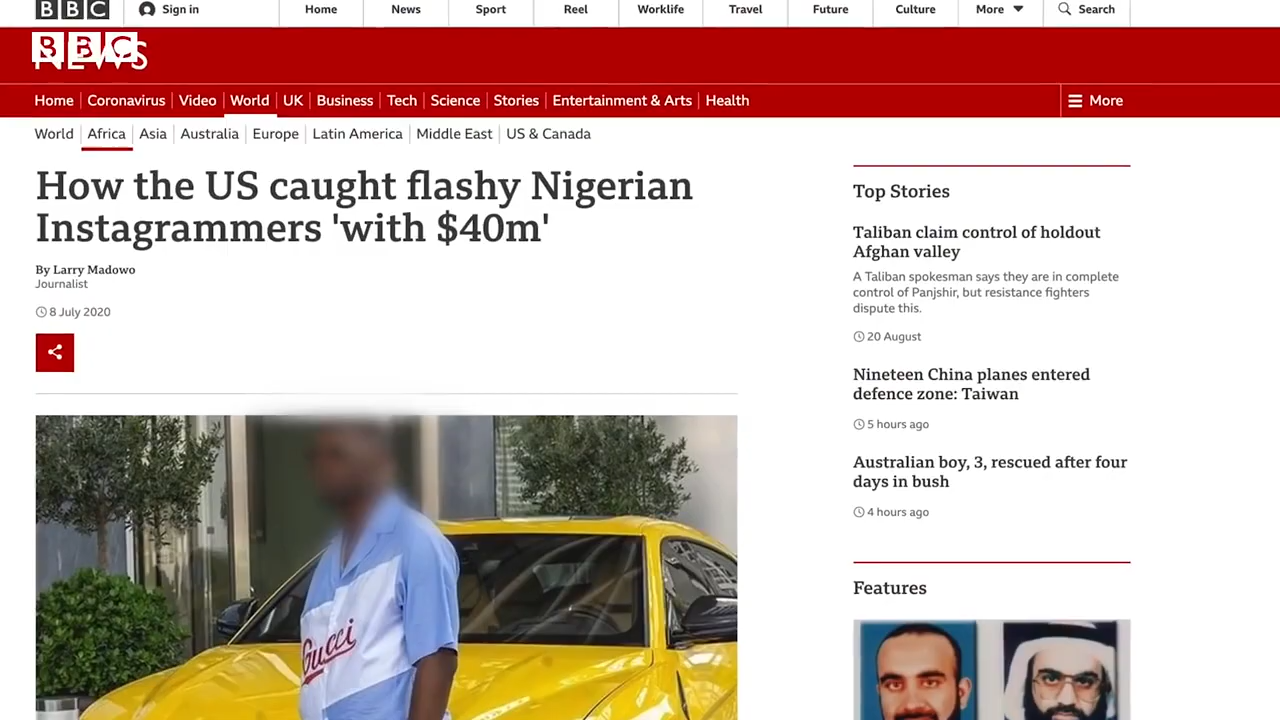 BBC
Sign in
Home
News
Sport
Reel
Worklife
Travel
Future
Culture
More
Search
BBC
NEWS
Home
Coronavirus
Video
World
UK
Business
Tech
Science
Stories
Entertainment & Arts
Health
More
World
Africa
Asia
Australia
Europe
Latin America
Middle East
US & Canada
How the US caught flashy Nigerian
Instagrammers 'with $40m'
By Larry Madowo
Journalist
8 July 2020
Gucci
Top Stories
Taliban claim control of holdout
Afghan valley
A Taliban spokesman says they are in complete
control of Panjshir, but resistance fighters
dispute this.
20 August
Nineteen China planes entered
defence zone: Taiwan
5 hours ago
Australian boy, 3, rescued after four
days in bush
4 hours ago
Features